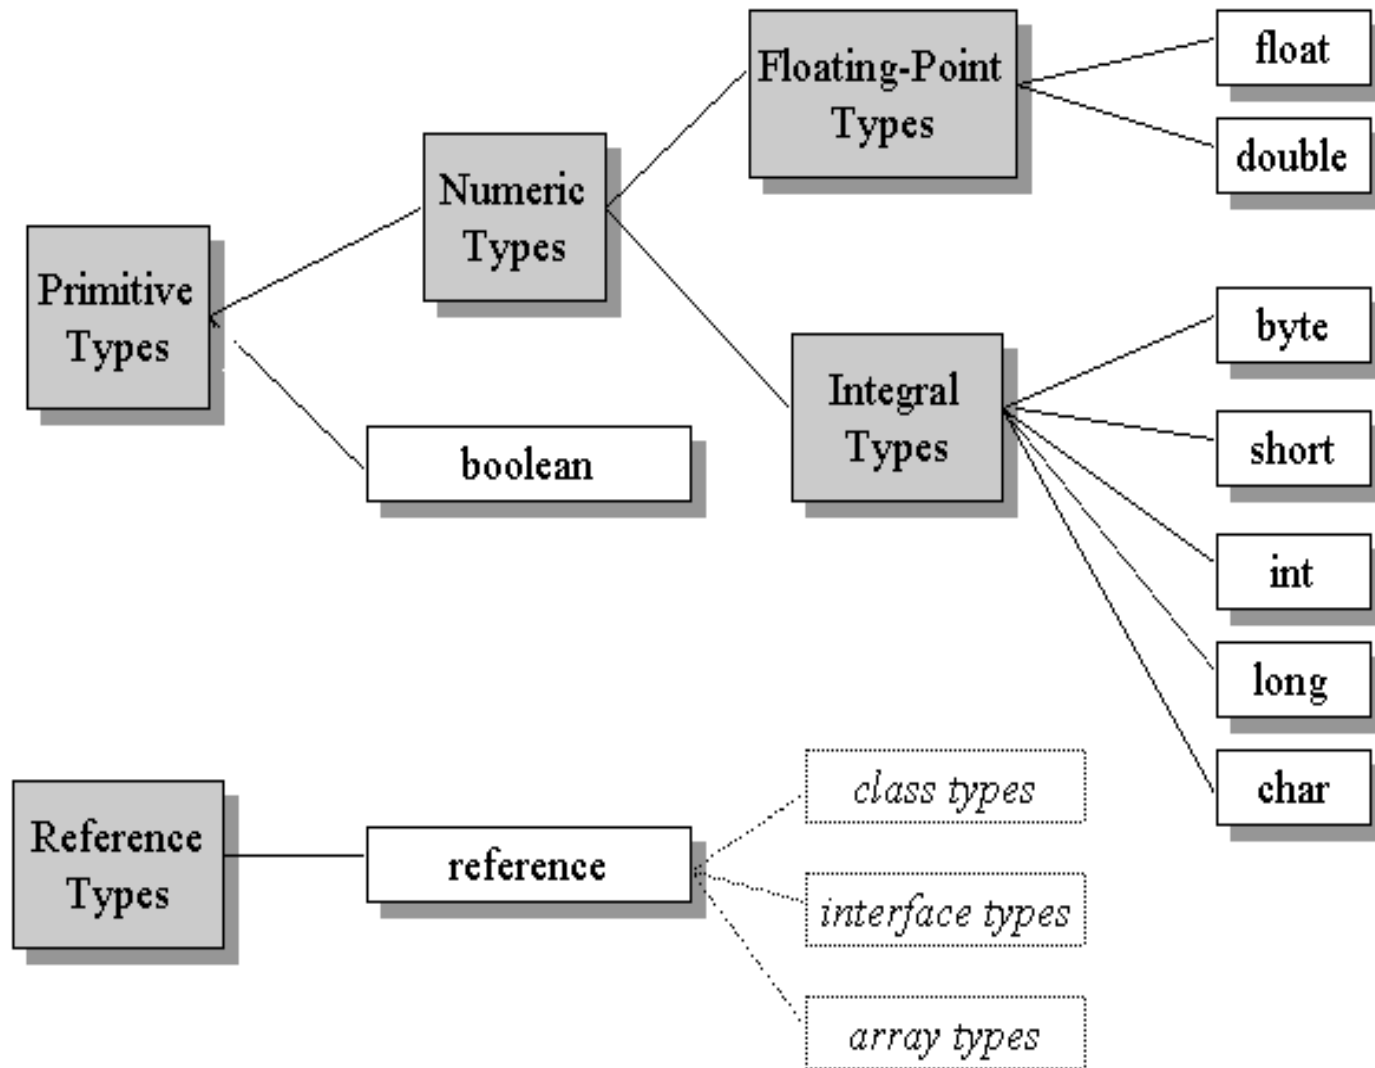 Primitive
Types
Numeric
Types
boolean
Floating-Point
Types
float
double
Integral
Types
byte
short
int
long
char
Reference
Types
reference
class types
interface types
array types